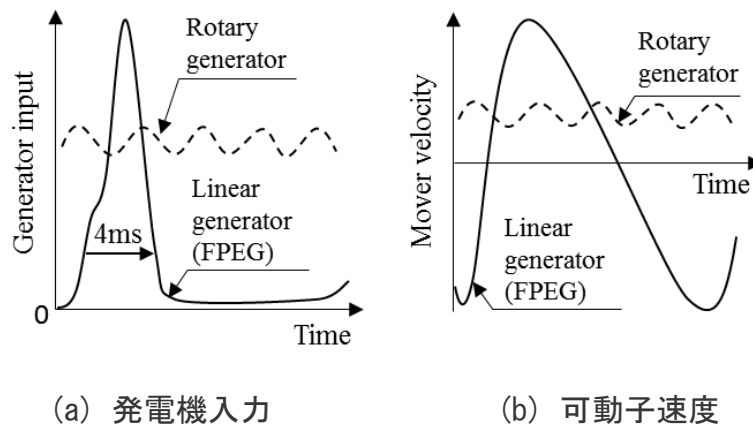 Generator input
Rotary
generator
Linear
generator
(FPEG)
4ms
0
Time
Mover velocity
Rotary
generator
Time
Linear
generator
(FPEG)
(a) 発電機入力
(b) 可動子速度